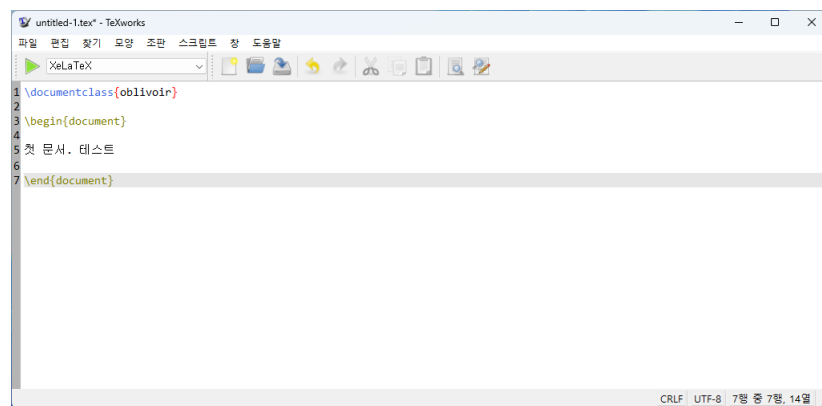 untitled-1.tex* - TeXworks
파일 편집 찾기 모양 조판 스크립트 창 도움말
XeLaTeX
1 \documentclass{oblivoir}
2
3 \begin{document}
4
5 첫 문서. 테스트
6
7 \end{document}
CRLF UTF-8 7행 중 7행, 14열